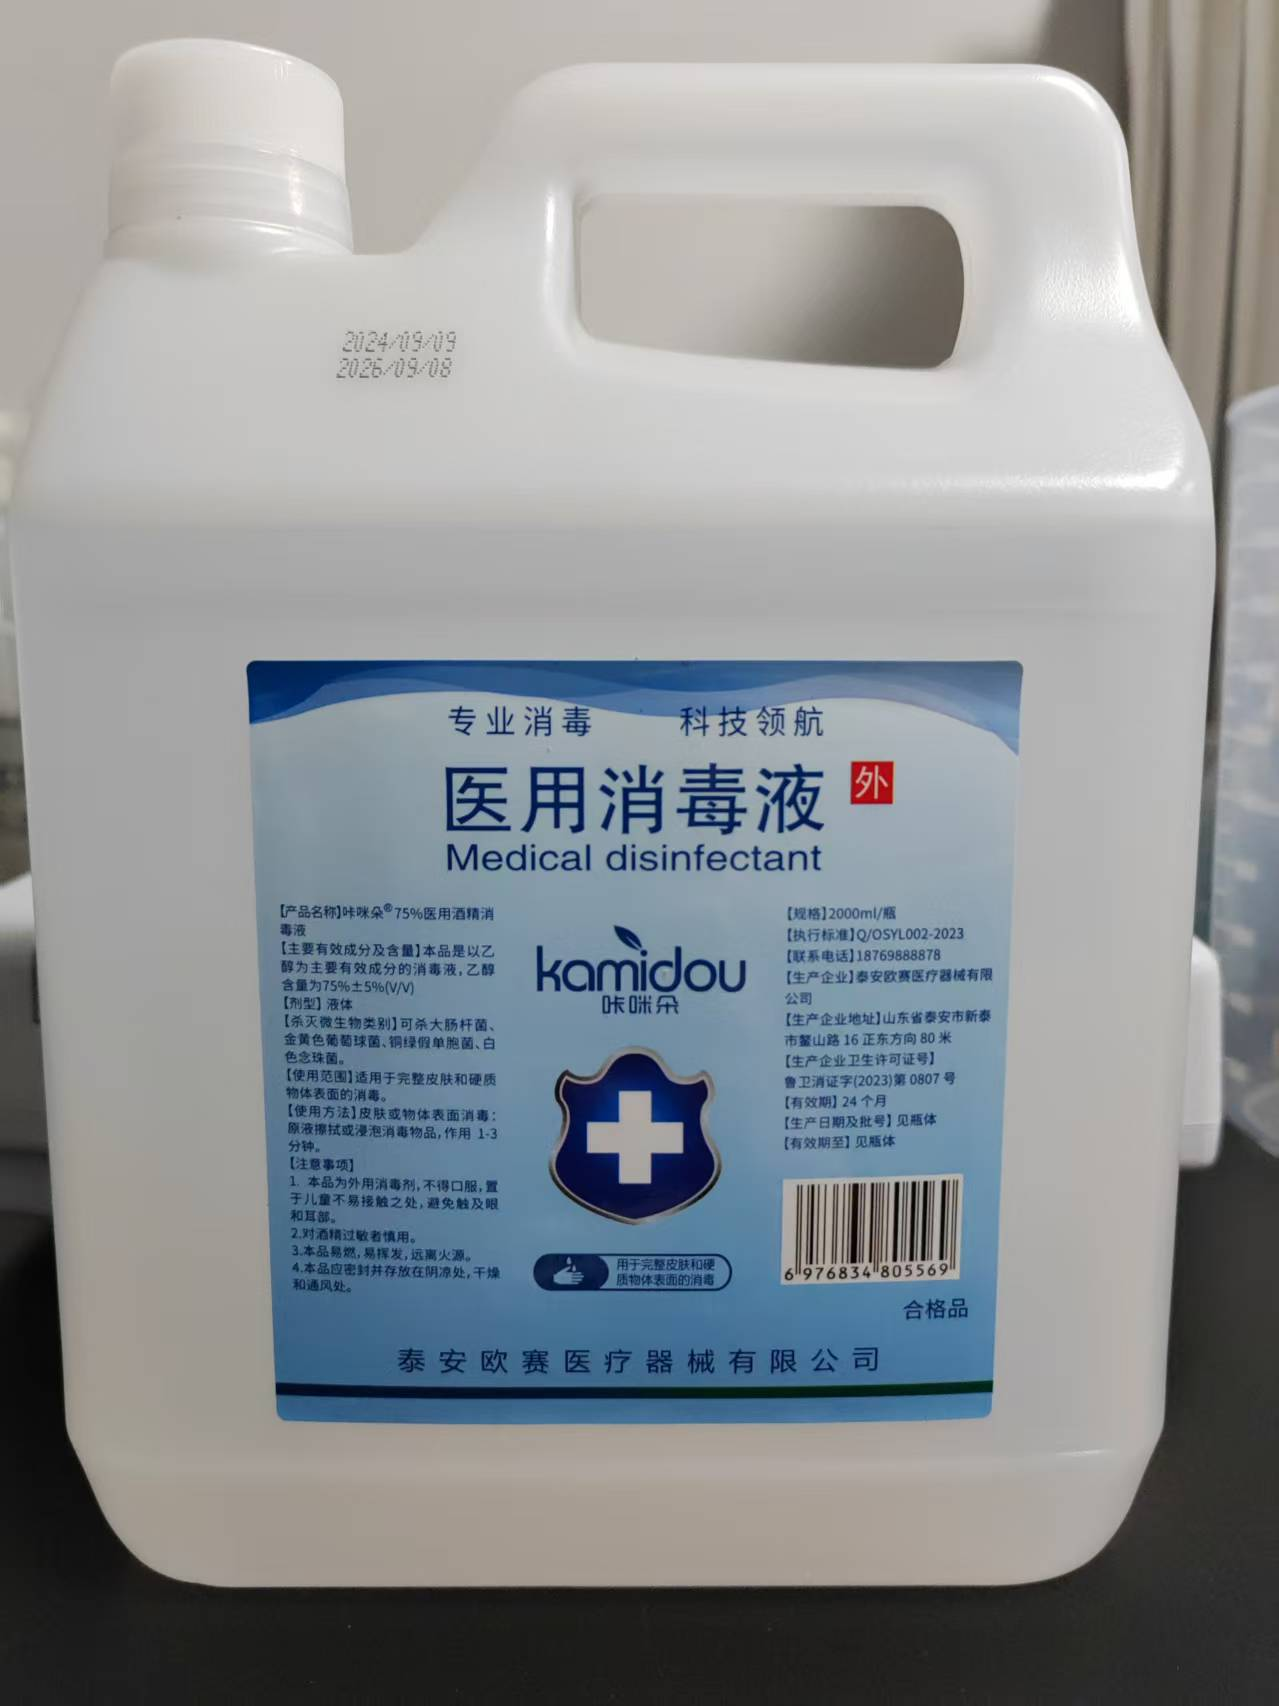 2024/09/09
2026/09/08
专业消毒 科技领航
医用消毒液 外
Medical disinfectant
【产品名称】咔咪朵®75%医用酒精消
毒液
【主要有效成分及含量】本品是以乙
醇为主要有效成分的消毒液,乙醇
含量为75%±5%(V/V)
【剂型】液体
【杀灭微生物类别】可杀大肠杆菌、
金黄色葡萄球菌、铜绿假单胞菌、白
色念珠菌。
【使用范围】适用于完整皮肤和硬质
物体表面的消毒。
【使用方法】皮肤或物体表面消毒:
原液擦拭或浸泡消毒物品,作用 1-3
分钟。
【注意事项】
1. 本品为外用消毒剂,不得口服,置
于儿童不易接触之处,避免触及眼
和耳部。
2.对酒精过敏者慎用。
3.本品易燃,易挥发,远离火源。
4.本品应密封并存放在阴凉处,干燥
和通风处。
kamidou
咔咪朵
用于完整皮肤和硬
质物体表面的消毒
【规格】2000ml/瓶
【执行标准】Q/OSYL002-2023
【联系电话】18769888878
【生产企业】泰安欧赛医疗器械有限
公司
【生产企业地址】山东省泰安市新泰
市鳌山路 16 正东方向 80 米
【生产企业卫生许可证号】
鲁卫消证字(2023)第 0807 号
【有效期】24 个月
【生产日期及批号】见瓶体
【有效期至】见瓶体
6 976834 805569
合格品
泰安欧赛医疗器械有限公司